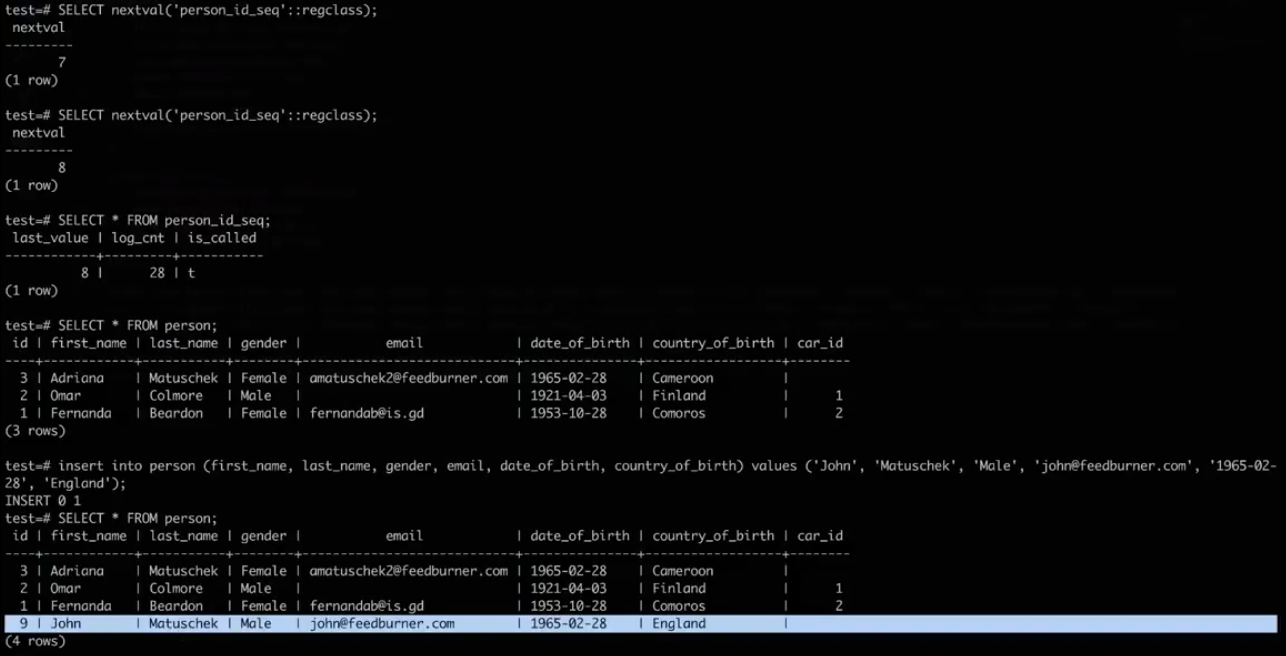 test=# SELECT nextval('person_id_seq'::regclass);
 nextval
---------
       7
(1 row)

test=# SELECT nextval('person_id_seq'::regclass);
 nextval
---------
       8
(1 row)

test=# SELECT * FROM person_id_seq;
 last_value | log_cnt | is_called
------------+---------+-----------
          8 |      28 | t
(1 row)

test=# SELECT * FROM person;
 id | first_name | last_name | gender |          email           | date_of_birth | country_of_birth | car_id
----+------------+-----------+--------+--------------------------+---------------+------------------+--------
  3 | Adriana    | Matuschek | Female | amatuschek2@feedburner.com | 1965-02-28    | Cameroon         |
  2 | Omar       | Colmore   | Male   |                          | 1921-04-03    | Finland          |      1
  1 | Fernanda   | Beardon   | Female | fernandab@is.gd          | 1953-10-28    | Comoros          |      2
(3 rows)

test=# insert into person (first_name, last_name, gender, email, date_of_birth, country_of_birth) values ('John', 'Matuschek', 'Male', 'john@feedburner.com', '1965-02-
28', 'England');
INSERT 0 1
test=# SELECT * FROM person;
 id | first_name | last_name | gender |          email           | date_of_birth | country_of_birth | car_id
----+------------+-----------+--------+--------------------------+---------------+------------------+--------
  3 | Adriana    | Matuschek | Female | amatuschek2@feedburner.com | 1965-02-28    | Cameroon         |
  2 | Omar       | Colmore   | Male   |                          | 1921-04-03    | Finland          |      1
  1 | Fernanda   | Beardon   | Female | fernandab@is.gd          | 1953-10-28    | Comoros          |      2
  9 | John       | Matuschek | Male   | john@feedburner.com      | 1965-02-28    | England          |
(4 rows)